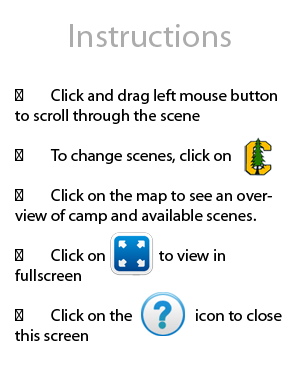 Instructions
Click and drag left mouse button
to scroll through the scene
To change scenes, click on C
Click on the map to see an over-
view of camp and available scenes.
Click on to view in
fullscreen
Click on the ? icon to close
this screen